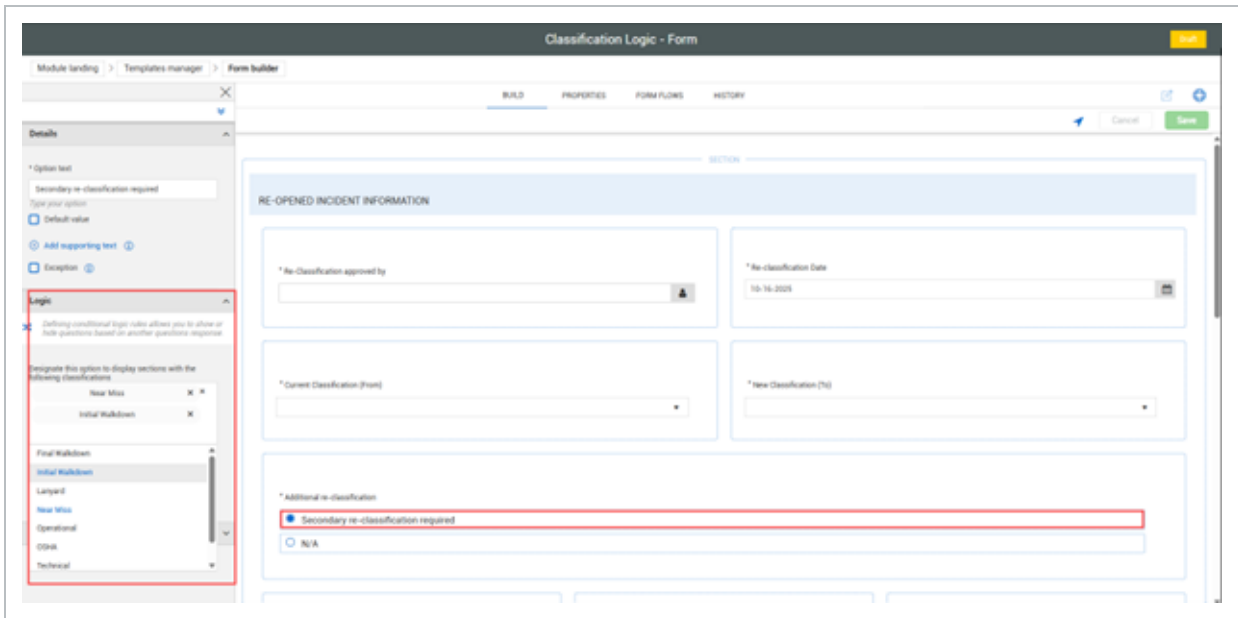 Classification Logic - Form
Draft
Module landing > Templates manager > Form builder
BUILD PROPERTIES FORM FLOWS HISTORY
Cancel Save
Details
* Option text
Secondary re-classification required
Type your option
Default value
Add supporting text
Exception
Logic
Defining conditional logic rules allows you to show or
hide questions based on another questions response
Designate this option to display sections with the
following classifications
Near Miss
Initial Walkdown
Final Walkdown
Initial Walkdown
Lanyard
Near Miss
Operational
OSHA
Technical
SECTION
RE-OPENED INCIDENT INFORMATION
* Re-Classification approved by
* Re-classification Date
10-16-2025
* Current Classification (From)
* New Classification (To)
* Additional re-classification
Secondary re-classification required
N/A